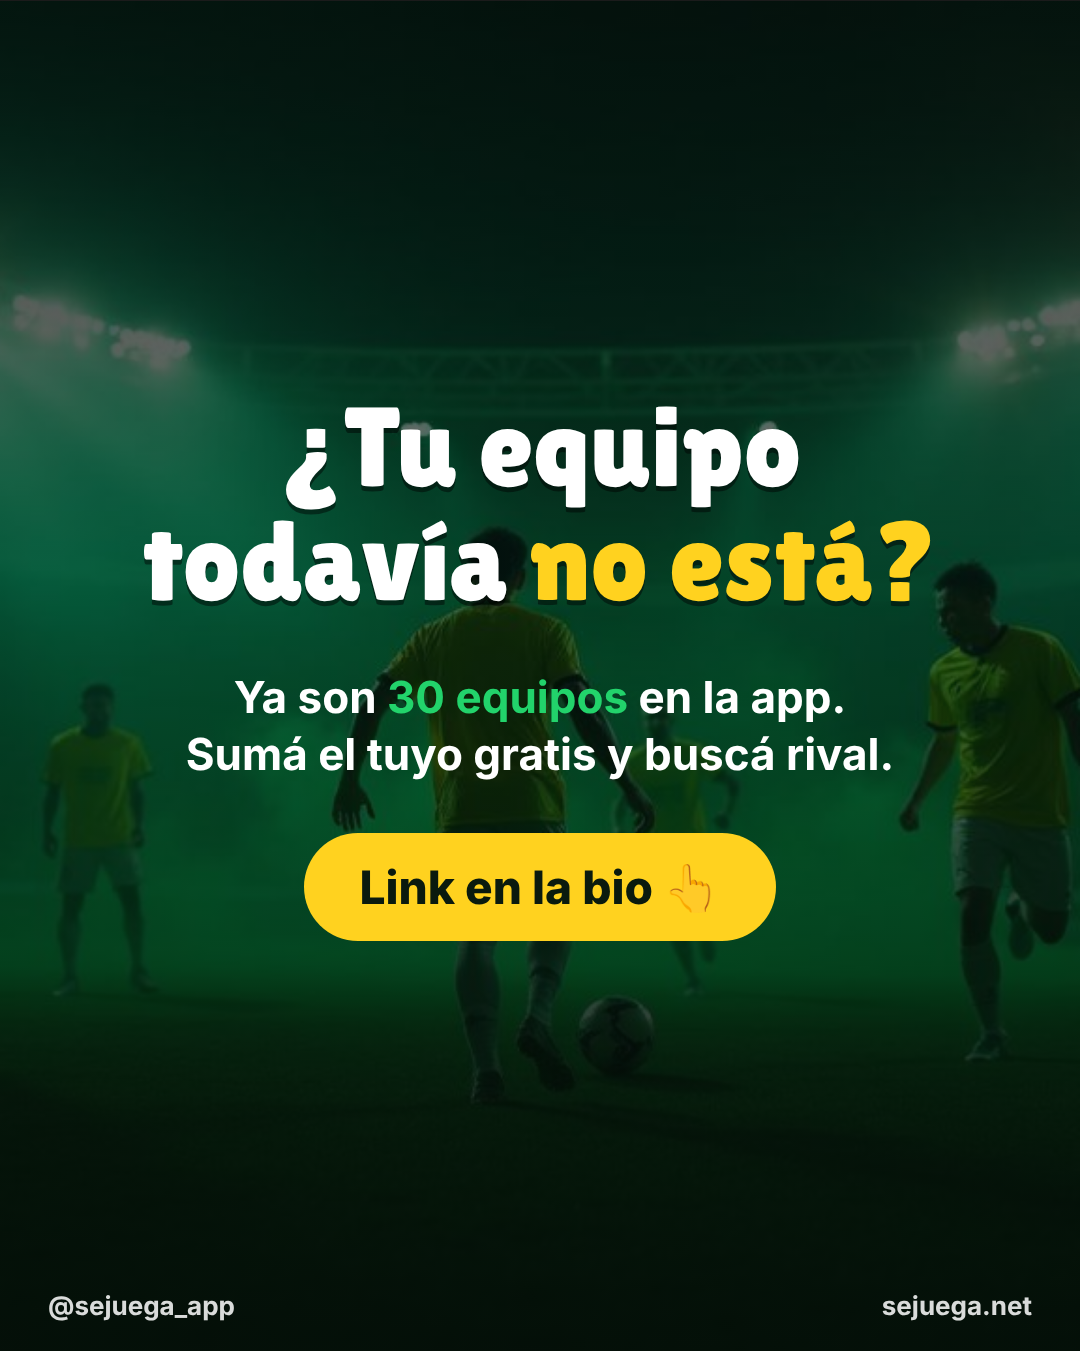 ¿Tu equipo
todavía no está?
Ya son 30 equipos en la app.
Sumá el tuyo gratis y buscá rival.
Link en la bio 👆
@sejuega_app
sejuega.net